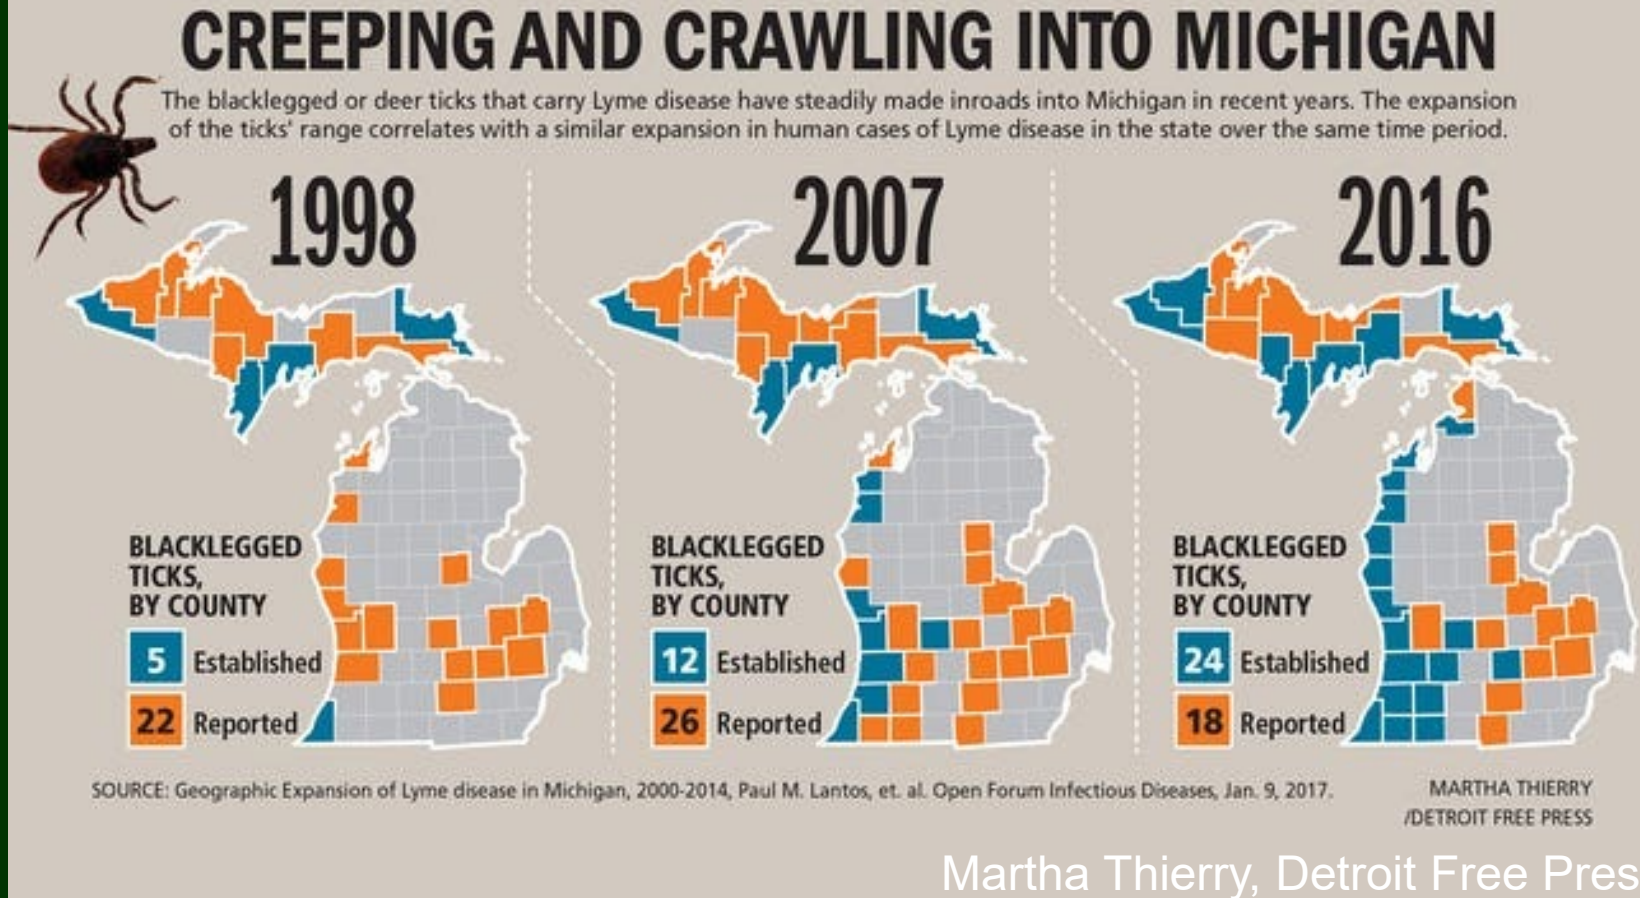 CREEPING AND CRAWLING INTO MICHIGAN
The blacklegged or deer ticks that carry Lyme disease have steadily made inroads into Michigan in recent years. The expansion
of the ticks' range correlates with a similar expansion in human cases of Lyme disease in the state over the same time period.
1998
BLACKLEGGED
TICKS,
BY COUNTY
5 Established
22 Reported
2007
BLACKLEGGED
TICKS,
BY COUNTY
12 Established
26 Reported
2016
BLACKLEGGED
TICKS,
BY COUNTY
24 Established
18 Reported
SOURCE: Geographic Expansion of Lyme disease in Michigan, 2000-2014, Paul M. Lantos, et. al. Open Forum Infectious Diseases, Jan. 9, 2017.
MARTHA THIERRY
/DETROIT FREE PRESS
Martha Thierry, Detroit Free Pres